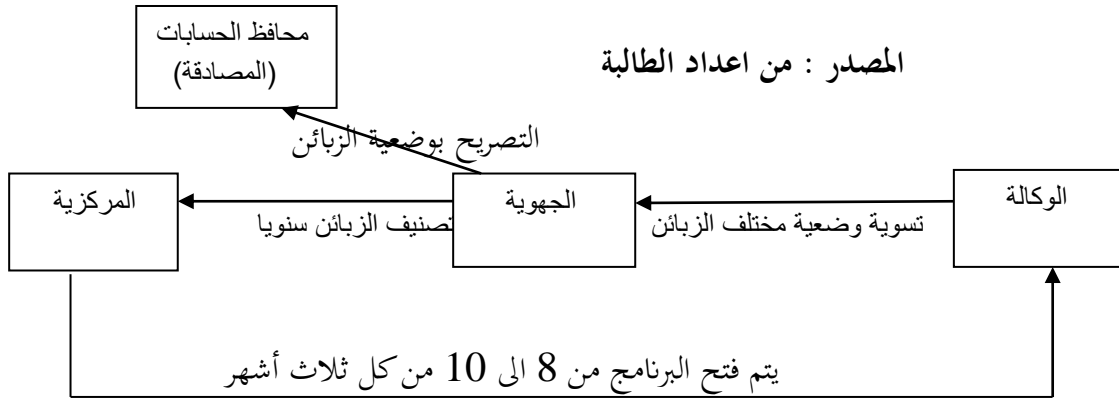 محافظ الحسابات
(المصادقة)
المصدر : من اعداد الطالبة
التصريح بوضعية الزبائن
الوكالة
الجهوية
المركزية
تسوية وضعية مختلف الزبائن
تصنيف الزبائن سنويا
يتم فتح البرنامج من 8 الى 10 من كل ثلاث أشهر